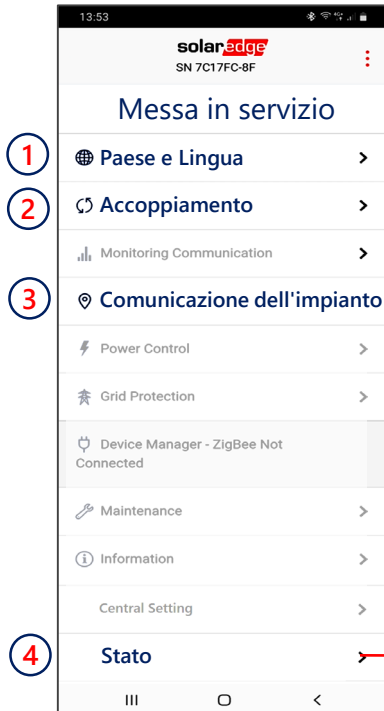 13:53
solaredge
SN 7C17FC-8F
Messa in servizio
1
Paese e Lingua
2
Accoppiamento
Monitoring Communication
3
Comunicazione dell'impianto
Power Control
Grid Protection
Device Manager - ZigBee Not
Connected
Maintenance
Information
Central Setting
4
Stato